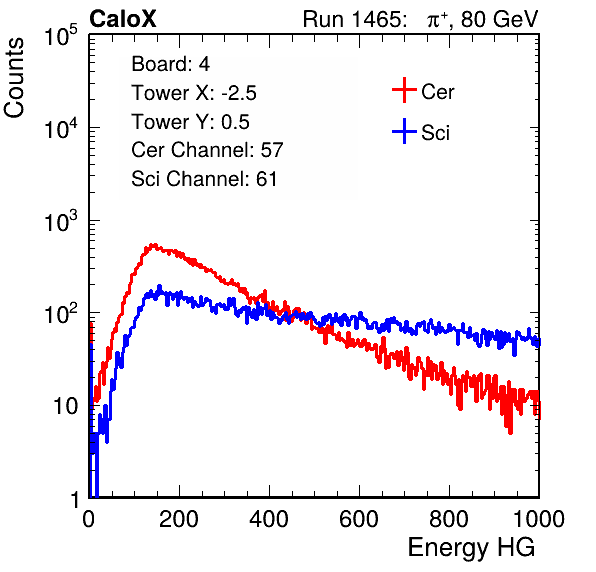 CaloX Run 1465: π⁺, 80 GeV
Counts
10⁵
10⁴
10³
10²
10
1
Board: 4
Tower X: -2.5
Tower Y: 0.5
Cer Channel: 57
Sci Channel: 61
Cer
Sci
0 200 400 600 800 1000
Energy HG